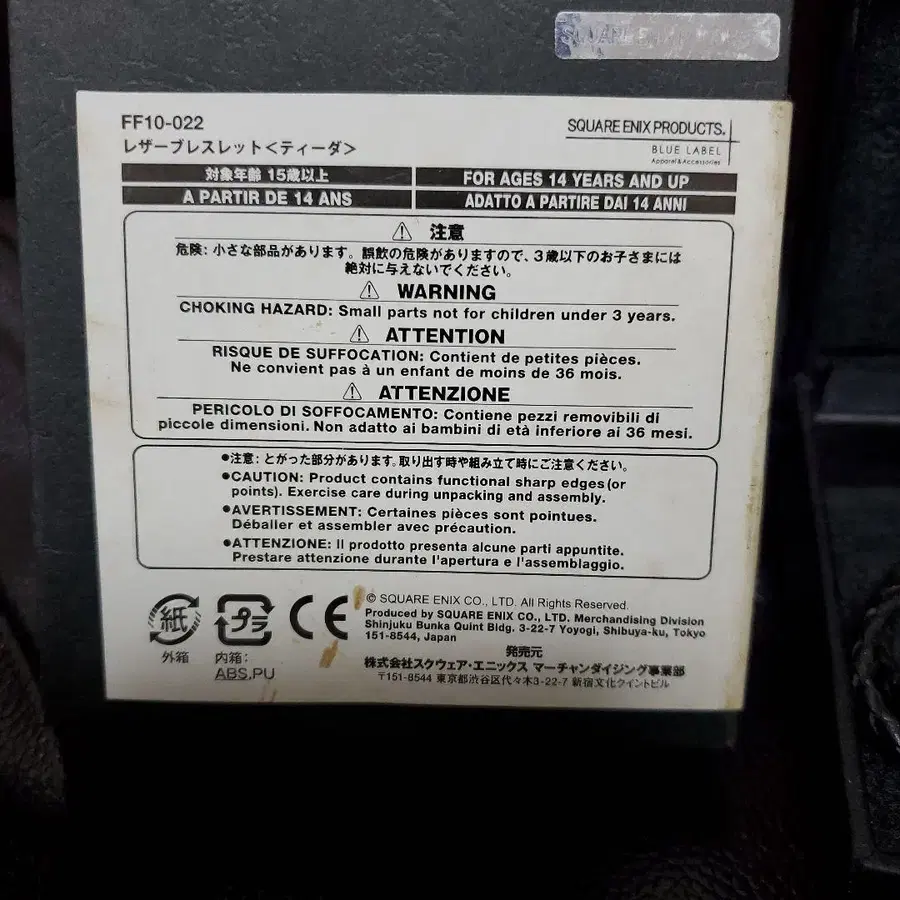 SQUARE ENIX
FF10-022
レザーブレスレット<ティーダ>
SQUARE ENIX PRODUCTS.
BLUE LABEL
Apparel&Accessories
対象年齢 15歳以上
FOR AGES 14 YEARS AND UP
A PARTIR DE 14 ANS
ADATTO A PARTIRE DAI 14 ANNI
⚠ 注意
危険: 小さな部品があります。誤飲の危険がありますので、3歳以下のお子さまには
絶対に与えないでください。
⚠ WARNING
CHOKING HAZARD: Small parts not for children under 3 years.
⚠ ATTENTION
RISQUE DE SUFFOCATION: Contient de petites pièces.
Ne convient pas à un enfant de moins de 36 mois.
⚠ ATTENZIONE
PERICOLO DI SOFFOCAMENTO: Contiene pezzi removibili di
piccole dimensioni. Non adatto ai bambini di età inferiore ai 36 mesi.
●注意: とがった部分があります。取り出す時や組み立て時にご注意ください。
●CAUTION: Product contains functional sharp edges(or
points). Exercise care during unpacking and assembly.
●AVERTISSEMENT: Certaines pièces sont pointues.
Déballer et assembler avec précaution.
●ATTENZIONE: Il prodotto presenta alcune parti appuntite.
Prestare attenzione durante l'apertura e l'assemblaggio.
紙
外箱
プラ
内箱:
ABS,PU
CE
© SQUARE ENIX CO., LTD. All Rights Reserved.
Produced by SQUARE ENIX CO., LTD. Merchandising Division
Shinjuku Bunka Quint Bldg. 3-22-7 Yoyogi, Shibuya-ku, Tokyo
151-8544, Japan
発売元
株式会社スクウェア・エニックス マーチャンダイジング事業部
〒151-8544 東京都渋谷区代々木3-22-7 新宿文化クイントビル